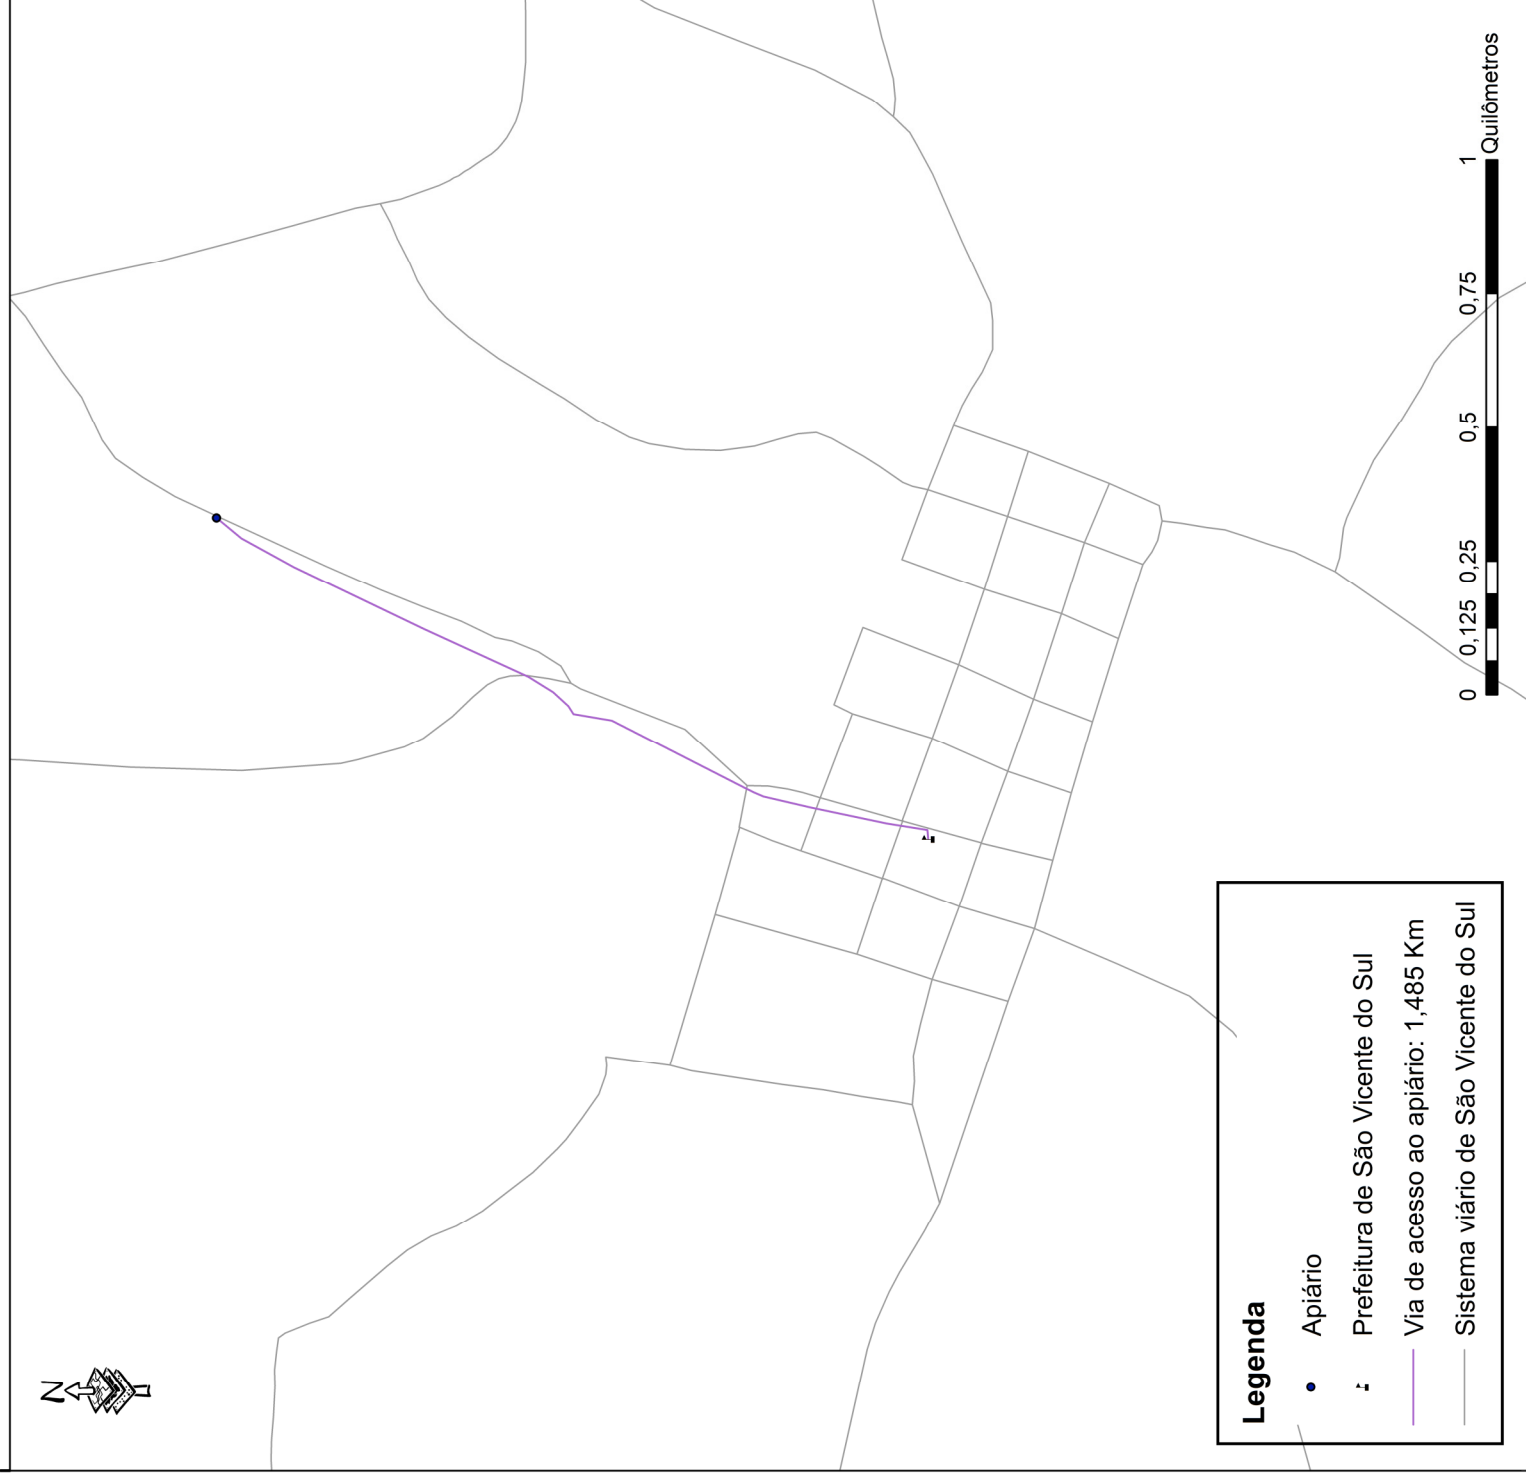 N
Legenda
Apiário
Prefeitura de São Vicente do Sul
Via de acesso ao apiário: 1,485 Km
Sistema viário de São Vicente do Sul
0 0,125 0,25 0,5 0,75 1
Quilômetros